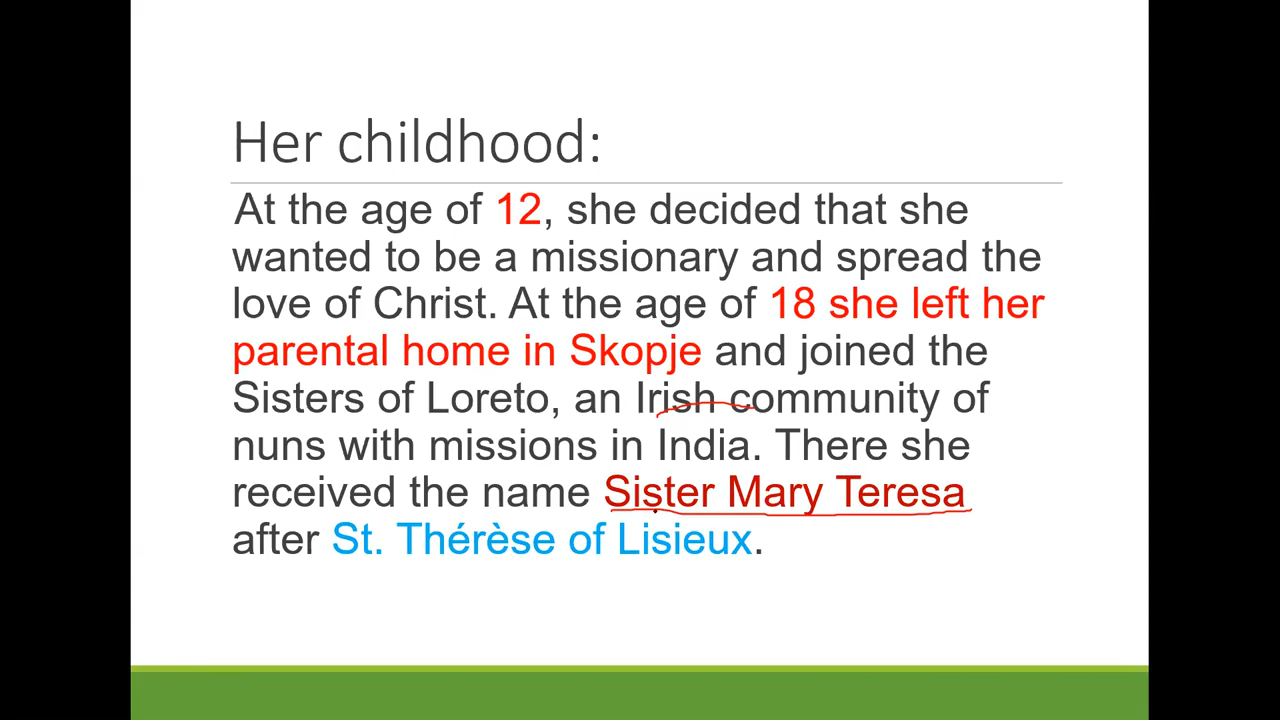 Her childhood:
At the age of 12, she decided that she
wanted to be a missionary and spread the
love of Christ. At the age of 18 she left her
parental home in Skopje and joined the
Sisters of Loreto, an Irish community of
nuns with missions in India. There she
received the name Sister Mary Teresa
after St. Thérèse of Lisieux.